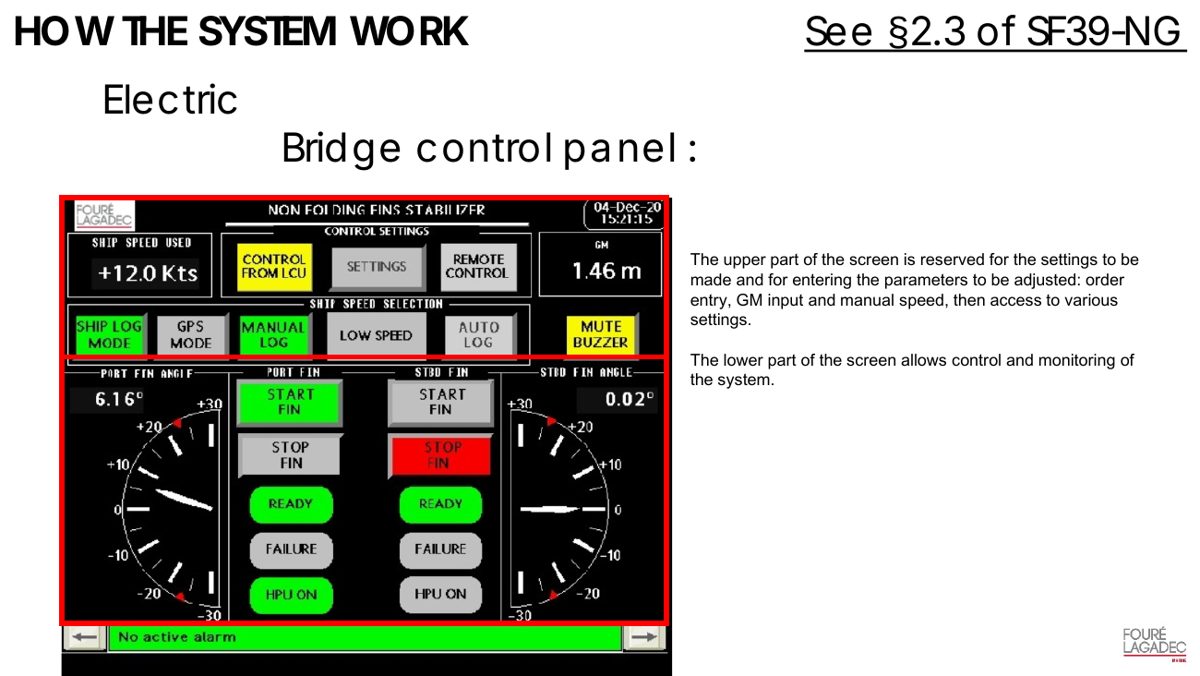 HOW THE SYSTEM WORK
See §2.3 of SF39-NG
Electric
Bridge control panel :
FOURÉ
LAGADEC
NON FOLDING FINS STABILIZER
04-Dec-20
15:21:15
CONTROL SETTINGS
SHIP SPEED USED
+12.0 Kts
CONTROL
FROM LCU
SETTINGS
REMOTE
CONTROL
GM
1.46 m
SHIP SPEED SELECTION
SHIP LOG
MODE
GPS
MODE
MANUAL
LOG
LOW SPEED
AUTO
LOG
MUTE
BUZZER
PORT FIN ANGLE
PORT FIN
STBD FIN
STBD FIN ANGLE
6.16°
+30
+20
+10
0
-10
-20
-30
START
FIN
STOP
FIN
READY
FAILURE
HPU ON
START
FIN
STOP
FIN
READY
FAILURE
HPU ON
0.02°
+30
+20
+10
0
-10
-20
-30
No active alarm
The upper part of the screen is reserved for the settings to be
made and for entering the parameters to be adjusted: order
entry, GM input and manual speed, then access to various
settings.
The lower part of the screen allows control and monitoring of
the system.
FOURÉ
LAGADEC